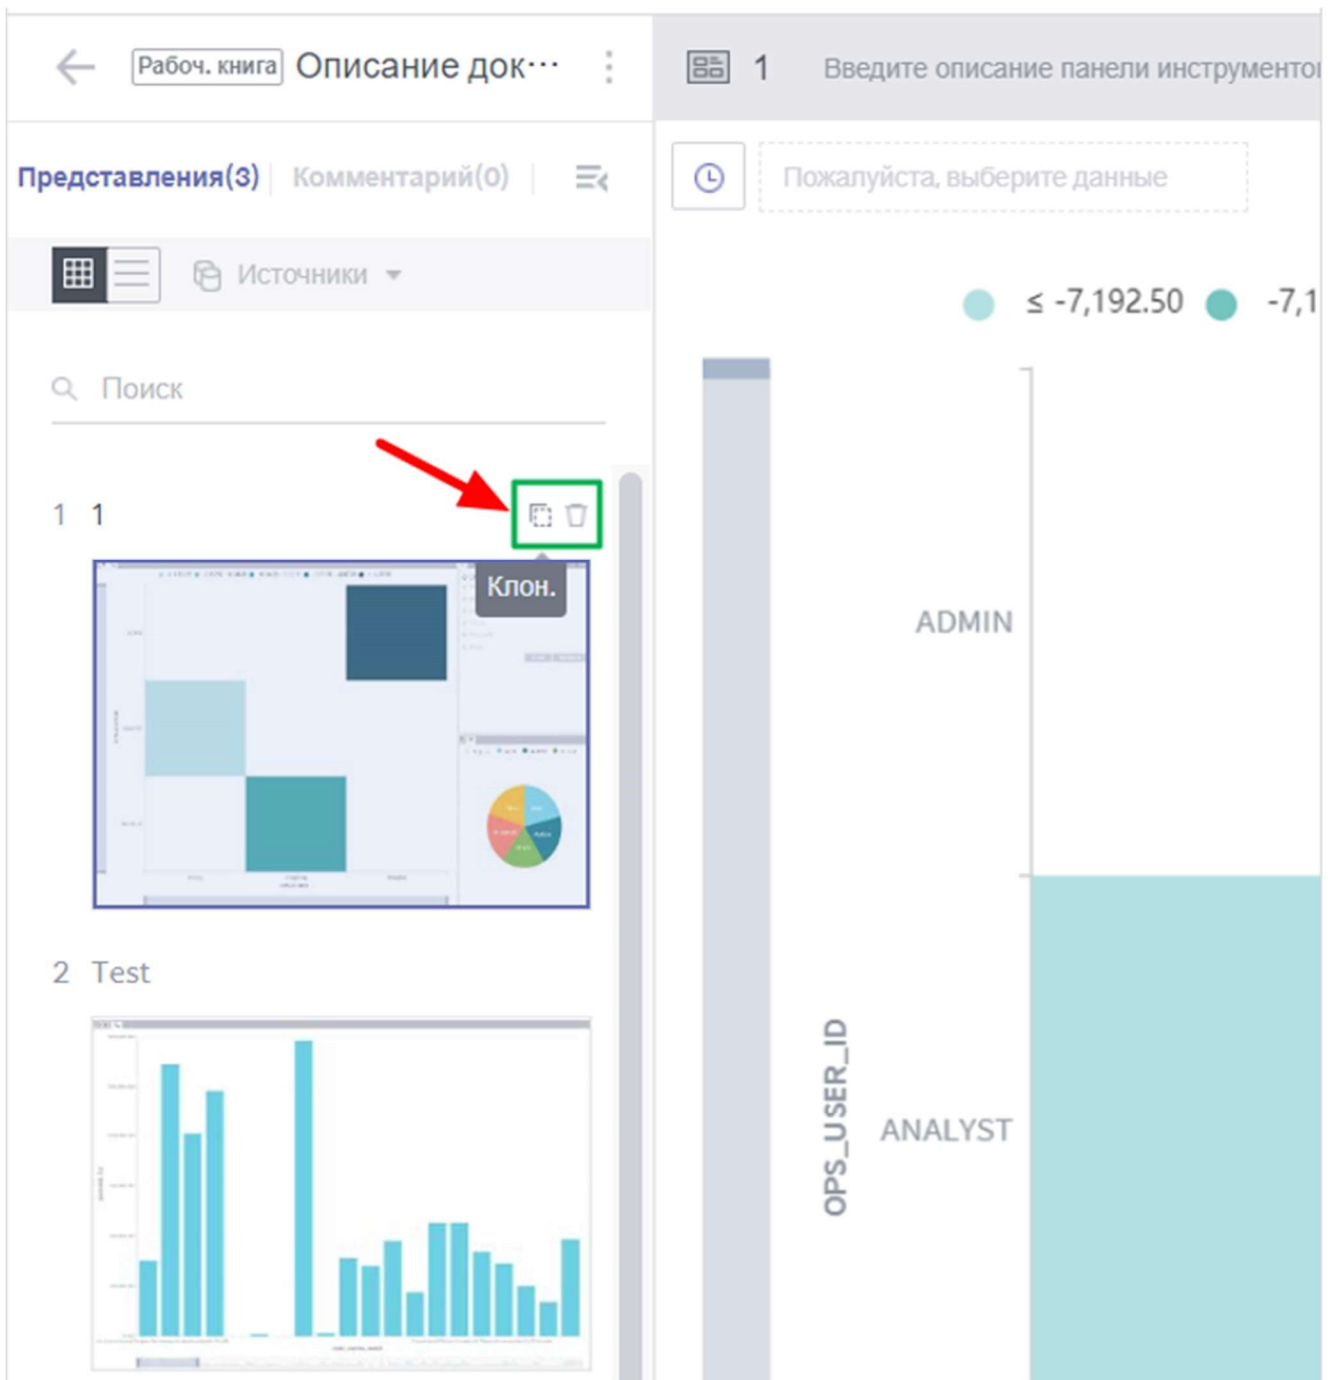 Рабоч. книга Описание док···
1 Введите описание панели инструменто
Представления(3) Комментарий(0)
Пожалуйста, выберите данные
Источники
≤ -7,192.50 -7,1
Поиск
1 1
Клон.
ADMIN
2 Test
OPS_USER_ID
ANALYST